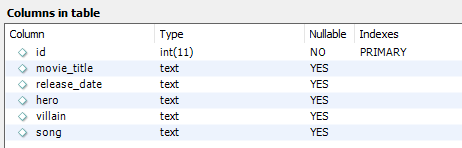 Columns in table
Column Type Nullable Indexes
id int(11) NO PRIMARY
movie_title text YES
release_date text YES
hero text YES
villain text YES
song text YES